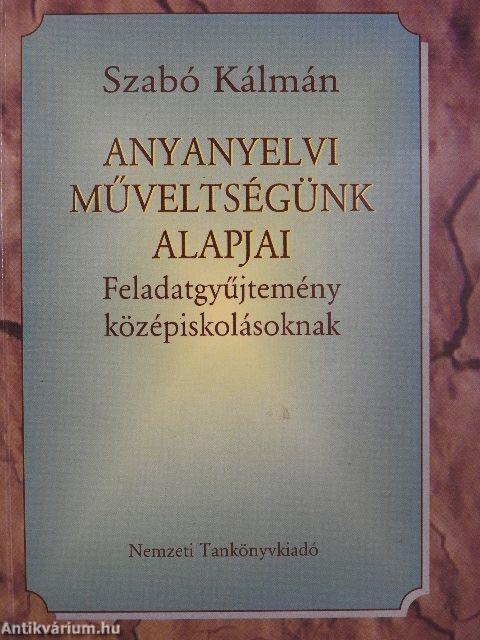 Szabó Kálmán
ANYANYELVI
MŰVELTSÉGÜNK
ALAPJAI
Feladatgyűjtemény
középiskolásoknak
Nemzeti Tankönyvkiadó
Antikvárium.hu